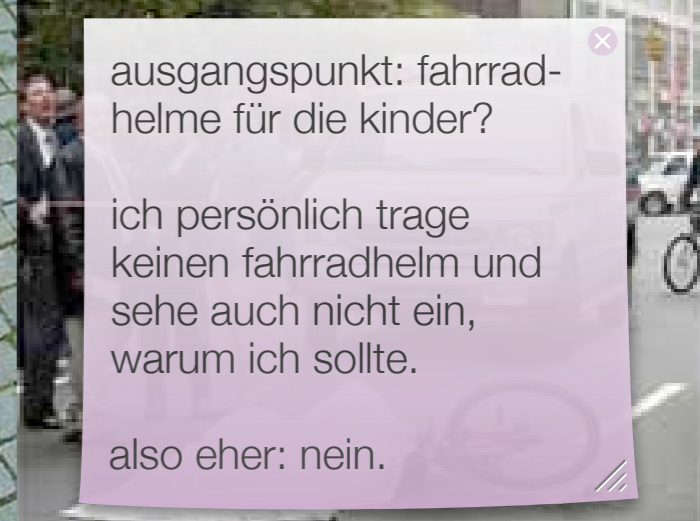 ausgangspunkt: fahrrad-
helme für die kinder?
ich persönlich trage
keinen fahrradhelm und
sehe auch nicht ein,
warum ich sollte.
also eher: nein.